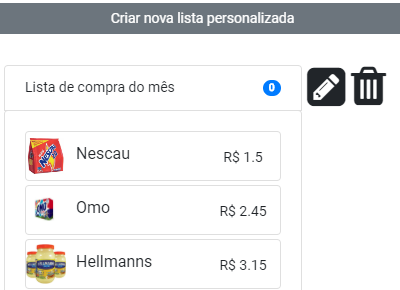 Criar nova lista personalizada
Lista de compra do mês 0
Nescau R$ 1.5
Omo R$ 2.45
Hellmanns R$ 3.15